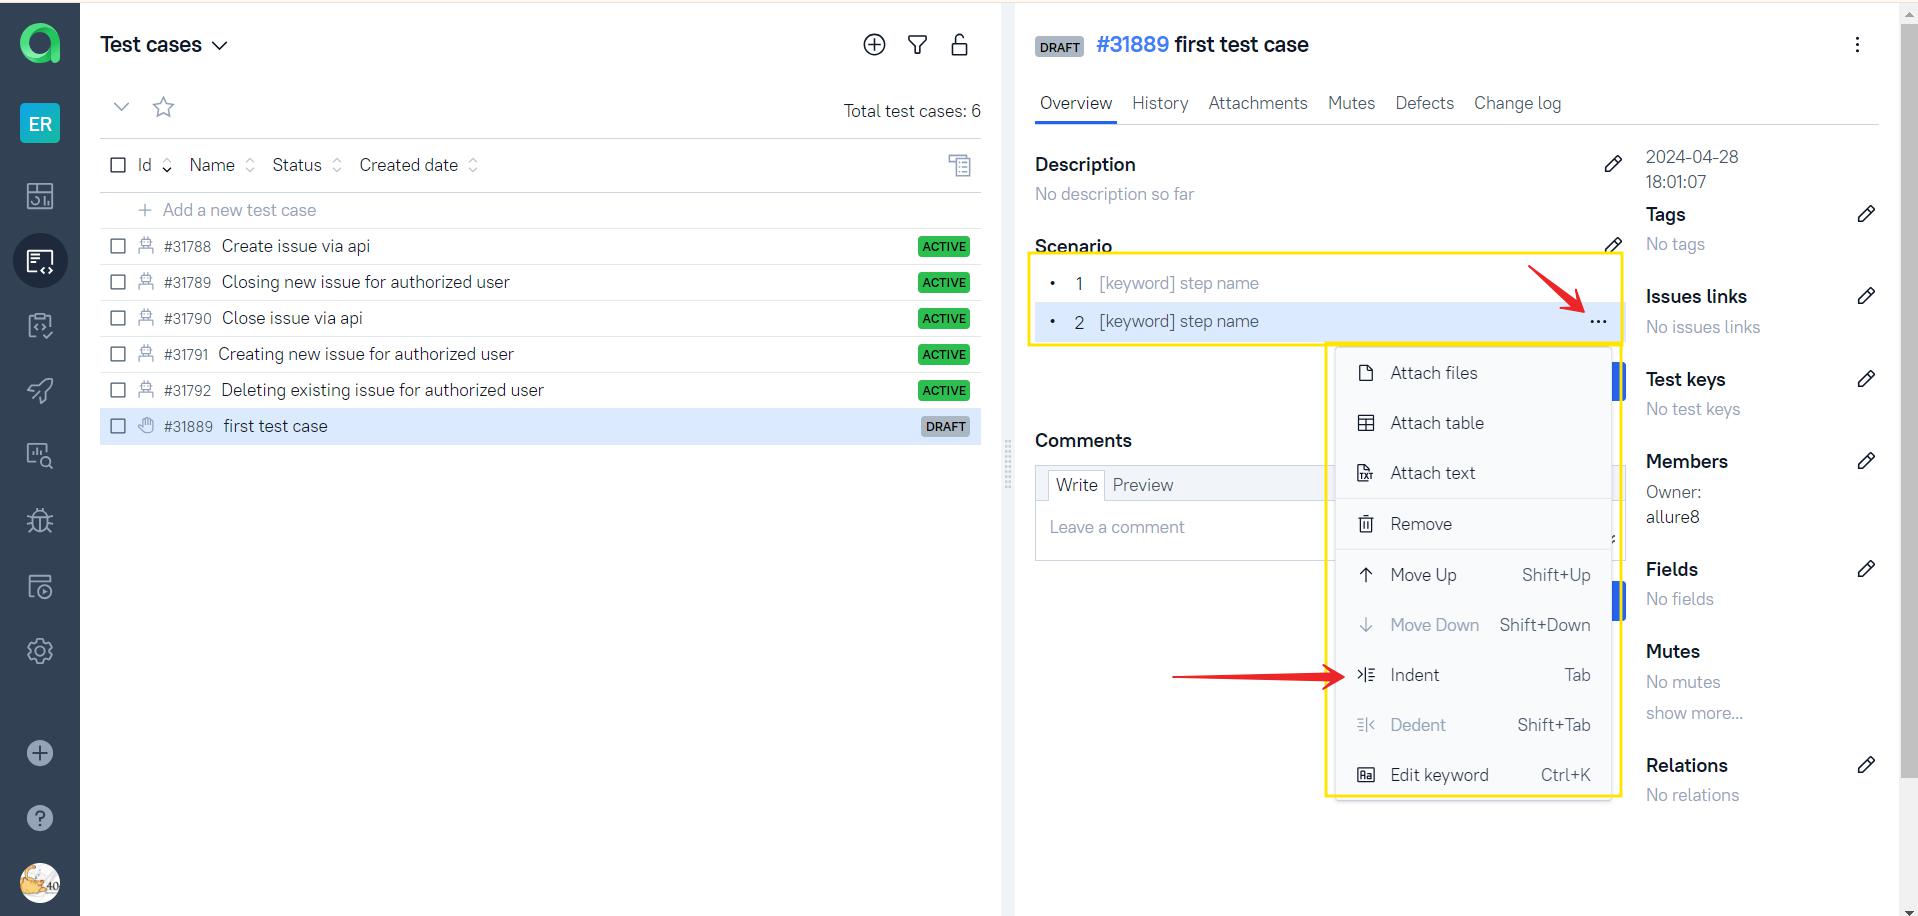 Test cases
DRAFT #31889 first test case
ER
Total test cases: 6
Overview History Attachments Mutes Defects Change log
Id Name Status Created date
Add a new test case
#31788 Create issue via api ACTIVE
#31789 Closing new issue for authorized user ACTIVE
#31790 Close issue via api ACTIVE
#31791 Creating new issue for authorized user ACTIVE
#31792 Deleting existing issue for authorized user ACTIVE
#31889 first test case DRAFT
Description
No description so far
Scenario
1 [keyword] step name
2 [keyword] step name
Attach files
Attach table
Attach text
TXT
Remove
Move Up Shift+Up
Move Down Shift+Down
Indent Tab
Dedent Shift+Tab
Aa Edit keyword Ctrl+K
Comments
Write Preview
Leave a comment
2024-04-28
18:01:07
Tags
No tags
Issues links
No issues links
Test keys
No test keys
Members
Owner:
allure8
Fields
No fields
Mutes
No mutes
show more...
Relations
No relations
40